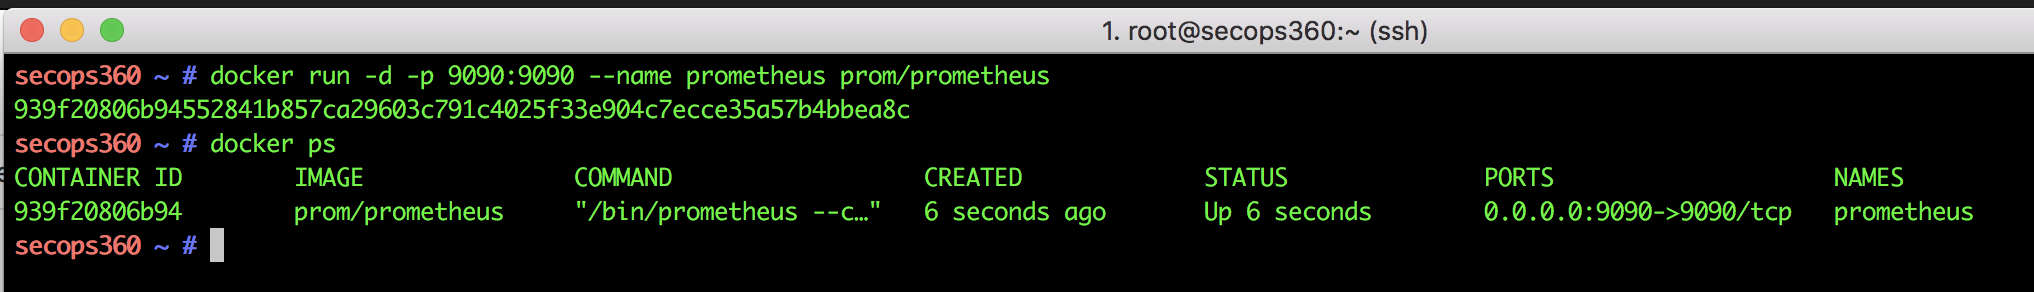 1. root@secops360:~ (ssh)
secops360 ~ # docker run -d -p 9090:9090 --name prometheus prom/prometheus
939f20806b94552841b857ca29603c791c4025f33e904c7ecce35a57b4bbea8c
secops360 ~ # docker ps
CONTAINER ID        IMAGE               COMMAND                  CREATED             STATUS              PORTS                    NAMES
939f20806b94        prom/prometheus     "/bin/prometheus --c…"   6 seconds ago       Up 6 seconds        0.0.0.0:9090->9090/tcp   prometheus
secops360 ~ #